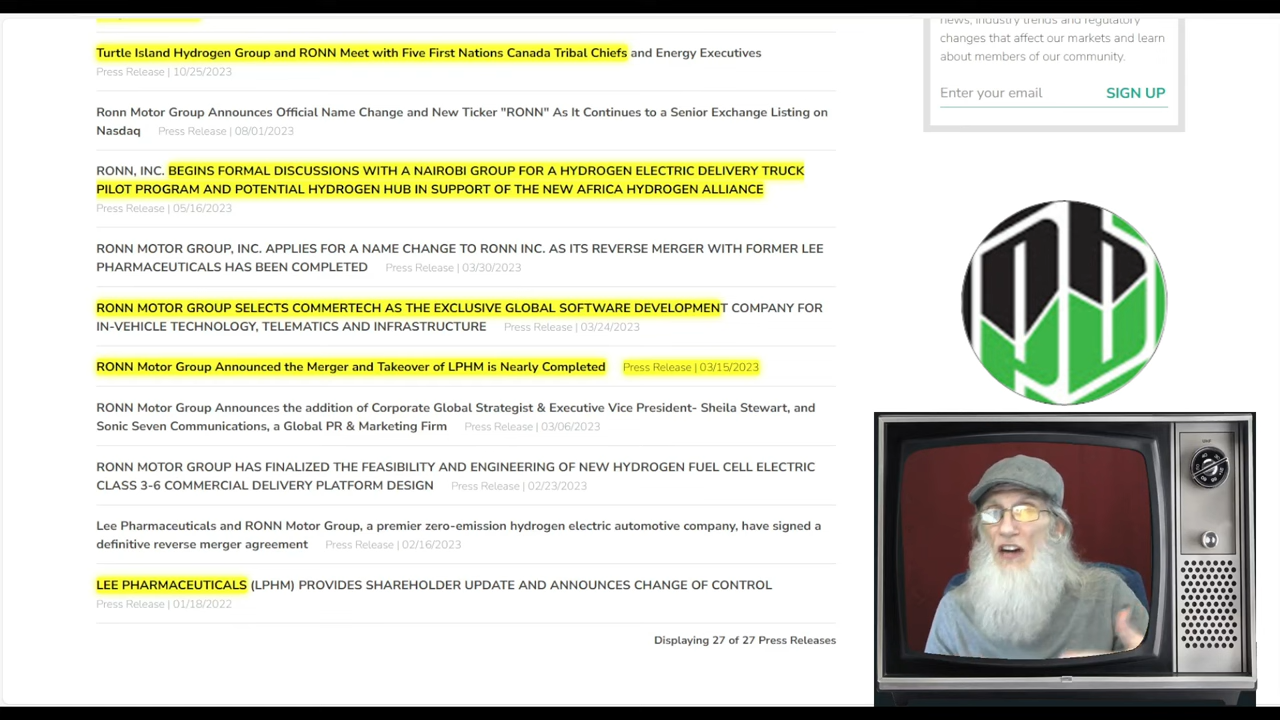 Turtle Island Hydrogen Group and RONN Meet with Five First Nations Canada Tribal Chiefs and Energy Executives
Press Release | 10/25/2023
Ronn Motor Group Announces Official Name Change and New Ticker "RONN" As It Continues to a Senior Exchange Listing on
Nasdaq Press Release | 08/01/2023
RONN, INC. BEGINS FORMAL DISCUSSIONS WITH A NAIROBI GROUP FOR A HYDROGEN ELECTRIC DELIVERY TRUCK
PILOT PROGRAM AND POTENTIAL HYDROGEN HUB IN SUPPORT OF THE NEW AFRICA HYDROGEN ALLIANCE
Press Release | 05/16/2023
RONN MOTOR GROUP, INC. APPLIES FOR A NAME CHANGE TO RONN INC. AS ITS REVERSE MERGER WITH FORMER LEE
PHARMACEUTICALS HAS BEEN COMPLETED Press Release | 03/30/2023
RONN MOTOR GROUP SELECTS COMMERTECH AS THE EXCLUSIVE GLOBAL SOFTWARE DEVELOPMENT COMPANY FOR
IN-VEHICLE TECHNOLOGY, TELEMATICS AND INFRASTRUCTURE Press Release | 03/24/2023
RONN Motor Group Announced the Merger and Takeover of LPHM is Nearly Completed Press Release | 03/15/2023
RONN Motor Group Announces the addition of Corporate Global Strategist & Executive Vice President- Sheila Stewart, and
Sonic Seven Communications, a Global PR & Marketing Firm Press Release | 03/06/2023
RONN MOTOR GROUP HAS FINALIZED THE FEASIBILITY AND ENGINEERING OF NEW HYDROGEN FUEL CELL ELECTRIC
CLASS 3-6 COMMERCIAL DELIVERY PLATFORM DESIGN Press Release | 02/23/2023
Lee Pharmaceuticals and RONN Motor Group, a premier zero-emission hydrogen electric automotive company, have signed a
definitive reverse merger agreement Press Release | 02/16/2023
LEE PHARMACEUTICALS (LPHM) PROVIDES SHAREHOLDER UPDATE AND ANNOUNCES CHANGE OF CONTROL
Press Release | 01/18/2022
Displaying 27 of 27 Press Releases
news, industry trends and regulatory
changes that affect our markets and learn
about members of our community.
Enter your email SIGN UP